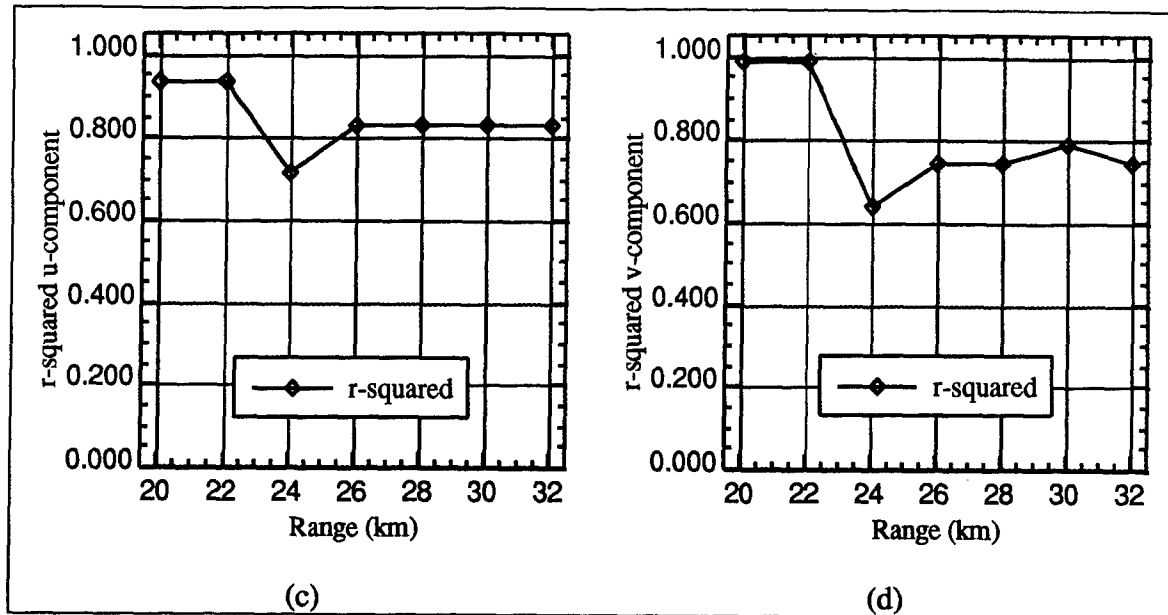 r-squared u-component
1.000
0.800
0.600
0.400
0.200
0.000
r-squared
20 22 24 26 28 30 32
Range (km)
(c)
r-squared v-component
1.000
0.800
0.600
0.400
0.200
0.000
r-squared
20 22 24 26 28 30 32
Range (km)
(d)